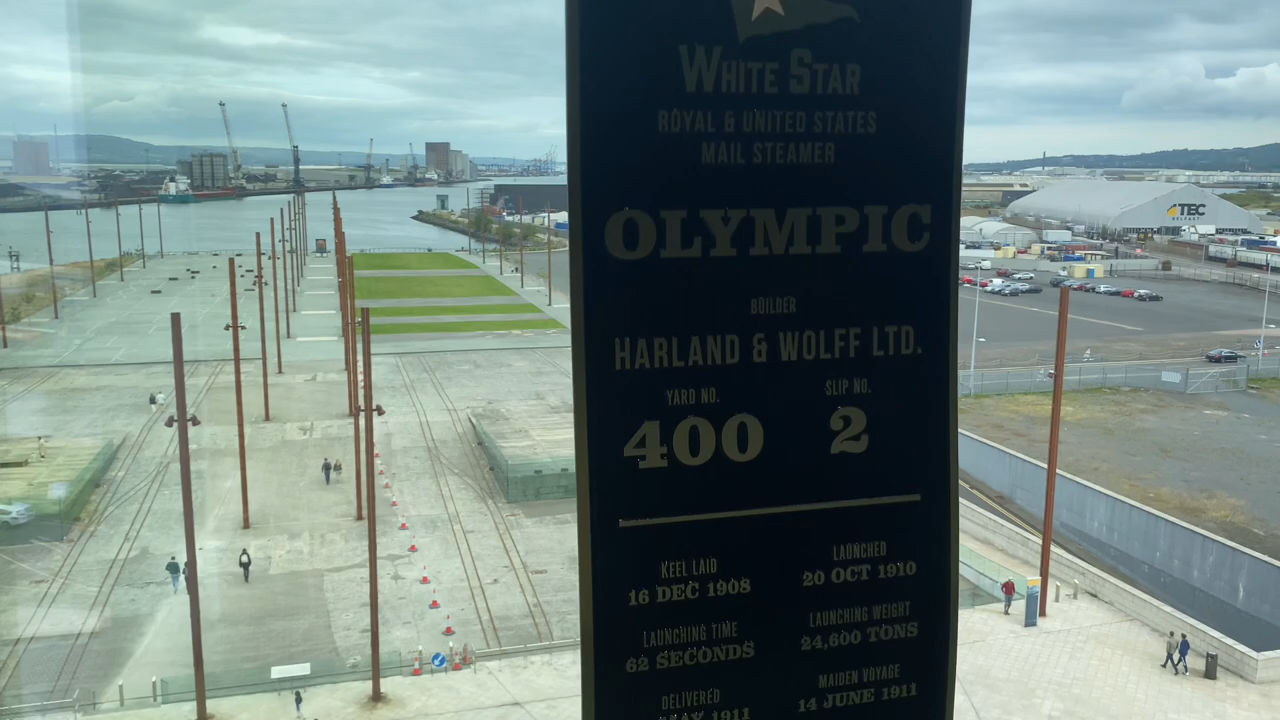 WHITE STAR
ROYAL & UNITED STATES
MAIL STEAMER
OLYMPIC
BUILDER
HARLAND & WOLFF LTD.
YARD NO.
400
SLIP NO.
2
KEEL LAID
16 DEC 1908
LAUNCHED
20 OCT 1910
LAUNCHING TIME
62 SECONDS
LAUNCHING WEIGHT
24,600 TONS
DELIVERED
1911
MAIDEN VOYAGE
14 JUNE 1911
TEC
BELFAST